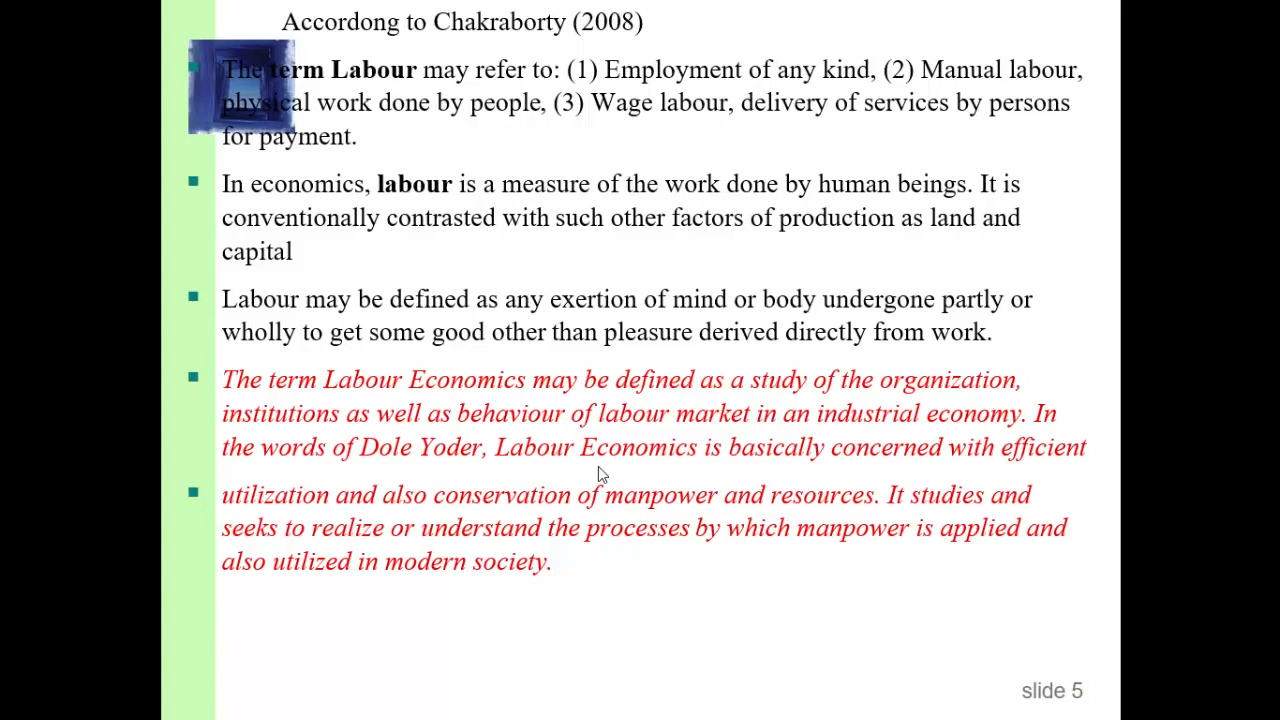 Accordong to Chakraborty (2008)
The term Labour may refer to: (1) Employment of any kind, (2) Manual labour,
physical work done by people, (3) Wage labour, delivery of services by persons
for payment.
In economics, labour is a measure of the work done by human beings. It is
conventionally contrasted with such other factors of production as land and
capital
Labour may be defined as any exertion of mind or body undergone partly or
wholly to get some good other than pleasure derived directly from work.
The term Labour Economics may be defined as a study of the organization,
institutions as well as behaviour of labour market in an industrial economy. In
the words of Dole Yoder, Labour Economics is basically concerned with efficient
utilization and also conservation of manpower and resources. It studies and
seeks to realize or understand the processes by which manpower is applied and
also utilized in modern society.
slide 5